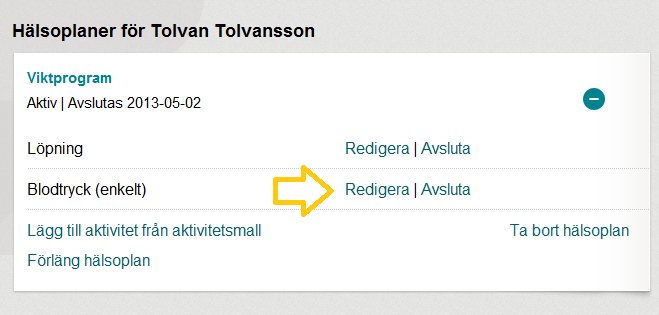 Hälsoplaner för Tolvan Tolvansson
Viktprogram
Aktiv | Avslutas 2013-05-02
Löpning Redigera | Avsluta
Blodtryck (enkelt) Redigera | Avsluta
Lägg till aktivitet från aktivitetsmall Ta bort hälsoplan
Förläng hälsoplan